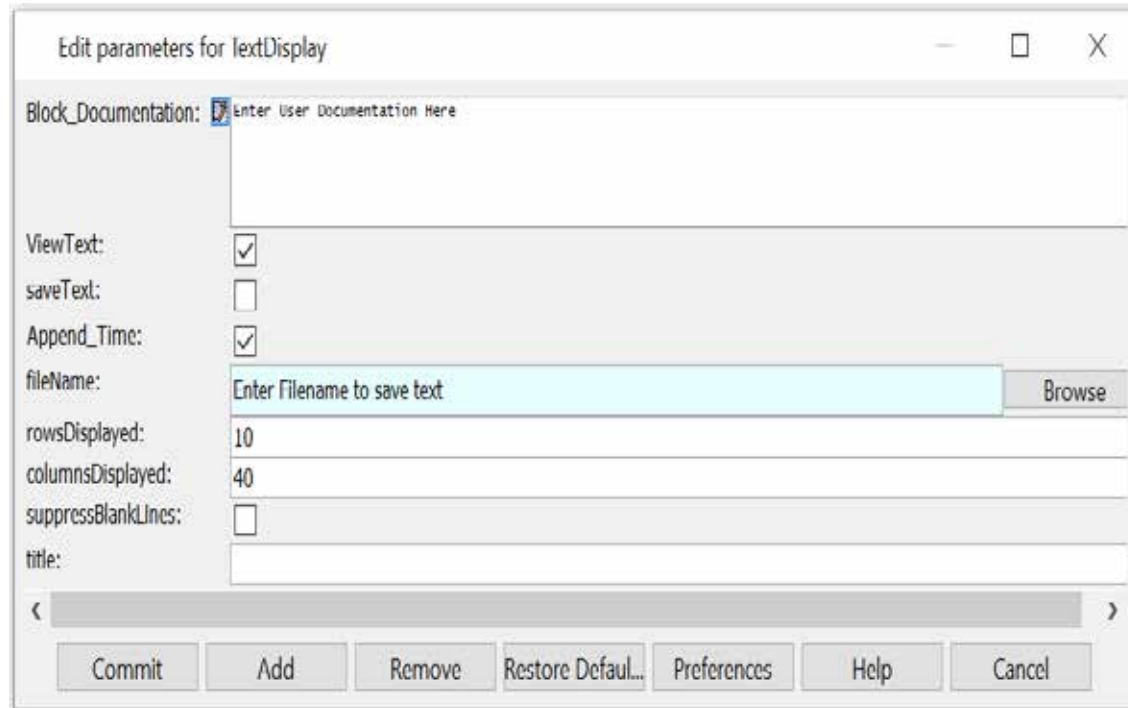 Edit parameters for TextDisplay
Block_Documentation: Enter User Documentation Here
ViewText:
saveText:
Append_Time:
fileName: Enter Filename to save text Browse
rowsDisplayed: 10
columnsDisplayed: 40
suppressBlankLines:
title:
Commit Add Remove Restore Defaul... Preferences Help Cancel